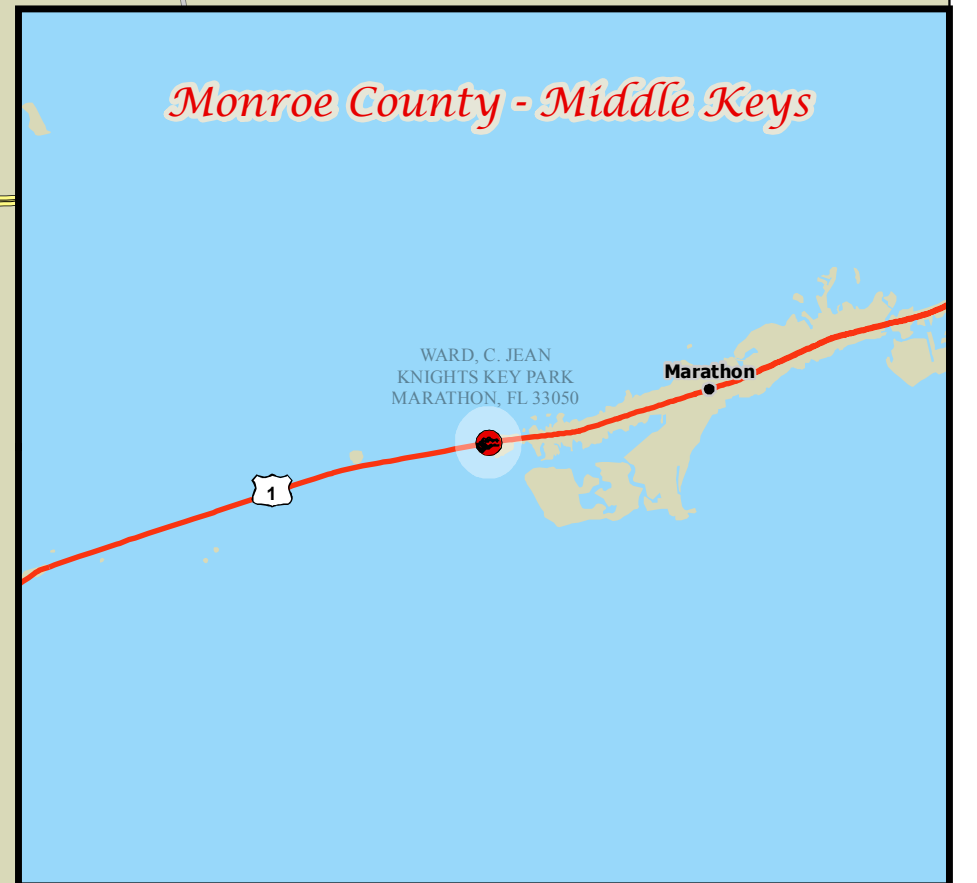 Monroe County - Middle Keys
WARD, C. JEAN
KNIGHTS KEY PARK
MARATHON, FL 33050
Marathon
1